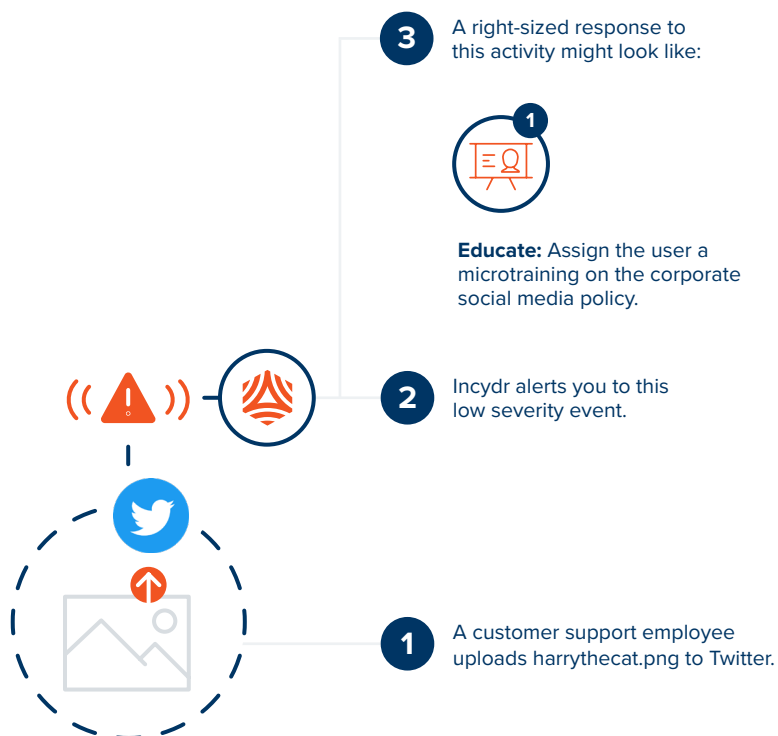 3
A right-sized response to
this activity might look like:
1
Educate: Assign the user a
microtraining on the corporate
social media policy.
2
Incydr alerts you to this
low severity event.
1
A customer support employee
uploads harrythecat.png to Twitter.